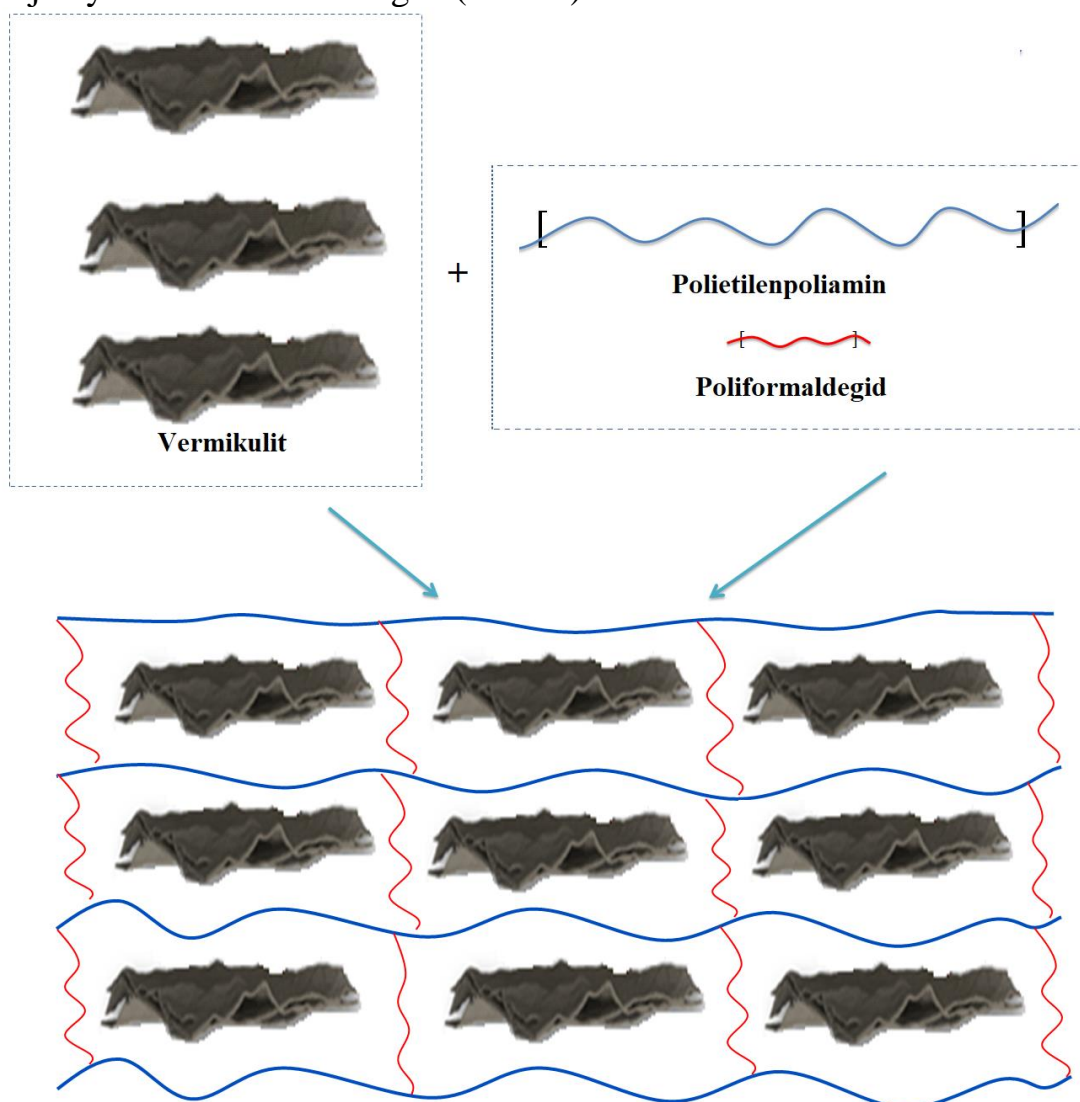 +
[ ]
Polietilenpoliamin
[ ]
Poliformaldegid
Vermikulit